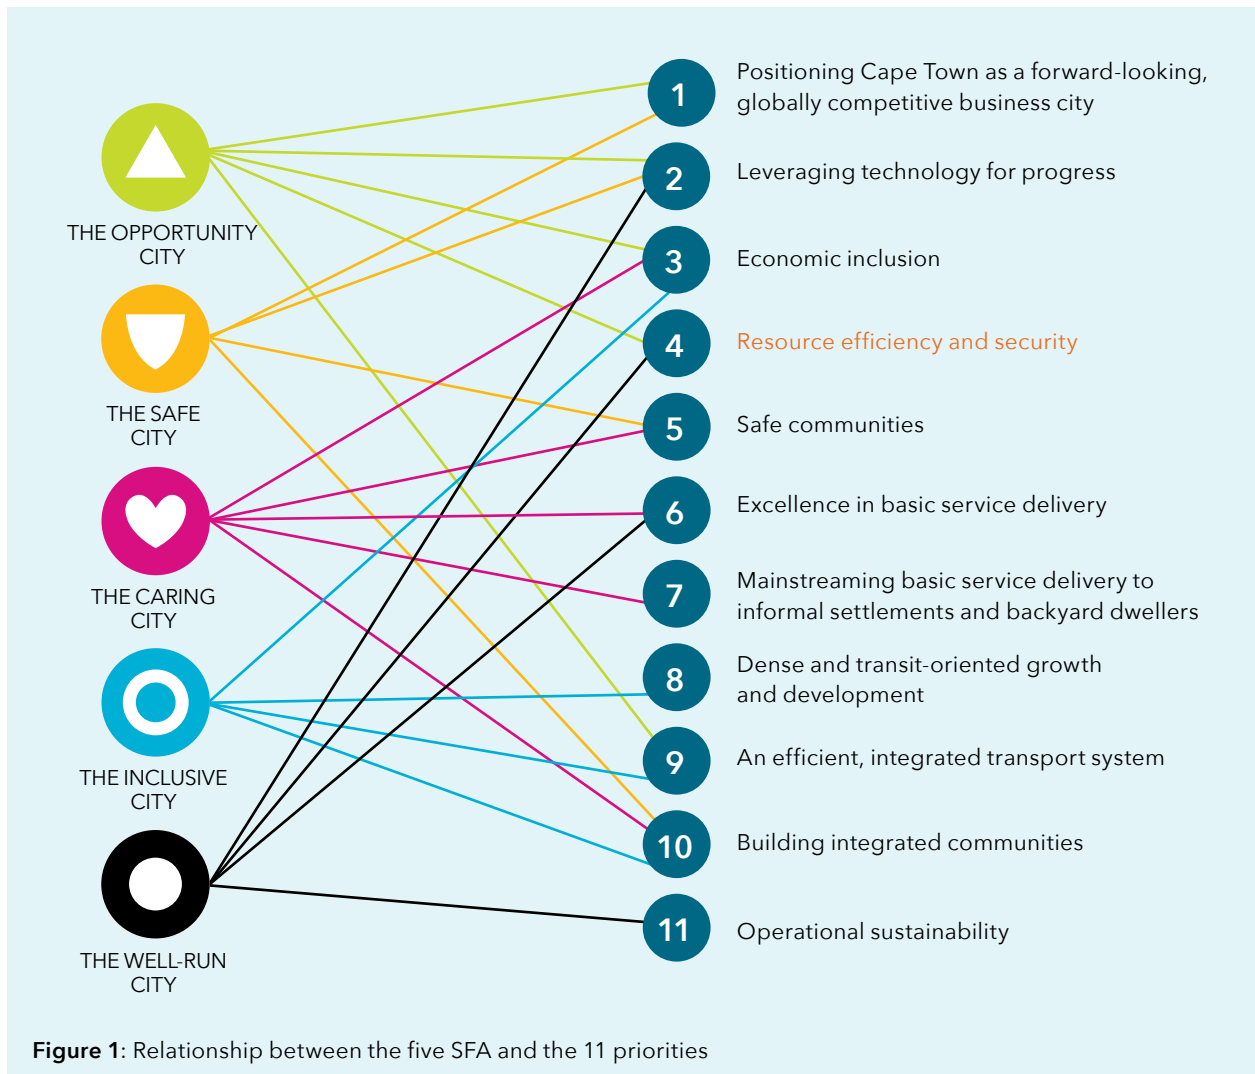 THE OPPORTUNITY
CITY
THE SAFE
CITY
THE CARING
CITY
THE INCLUSIVE
CITY
THE WELL-RUN
CITY
1
Positioning Cape Town as a forward-looking,
globally competitive business city
2
Leveraging technology for progress
3
Economic inclusion
4
Resource efficiency and security
5
Safe communities
6
Excellence in basic service delivery
7
Mainstreaming basic service delivery to
informal settlements and backyard dwellers
8
Dense and transit-oriented growth
and development
9
An efficient, integrated transport system
10
Building integrated communities
11
Operational sustainability
Figure 1: Relationship between the five SFA and the 11 priorities